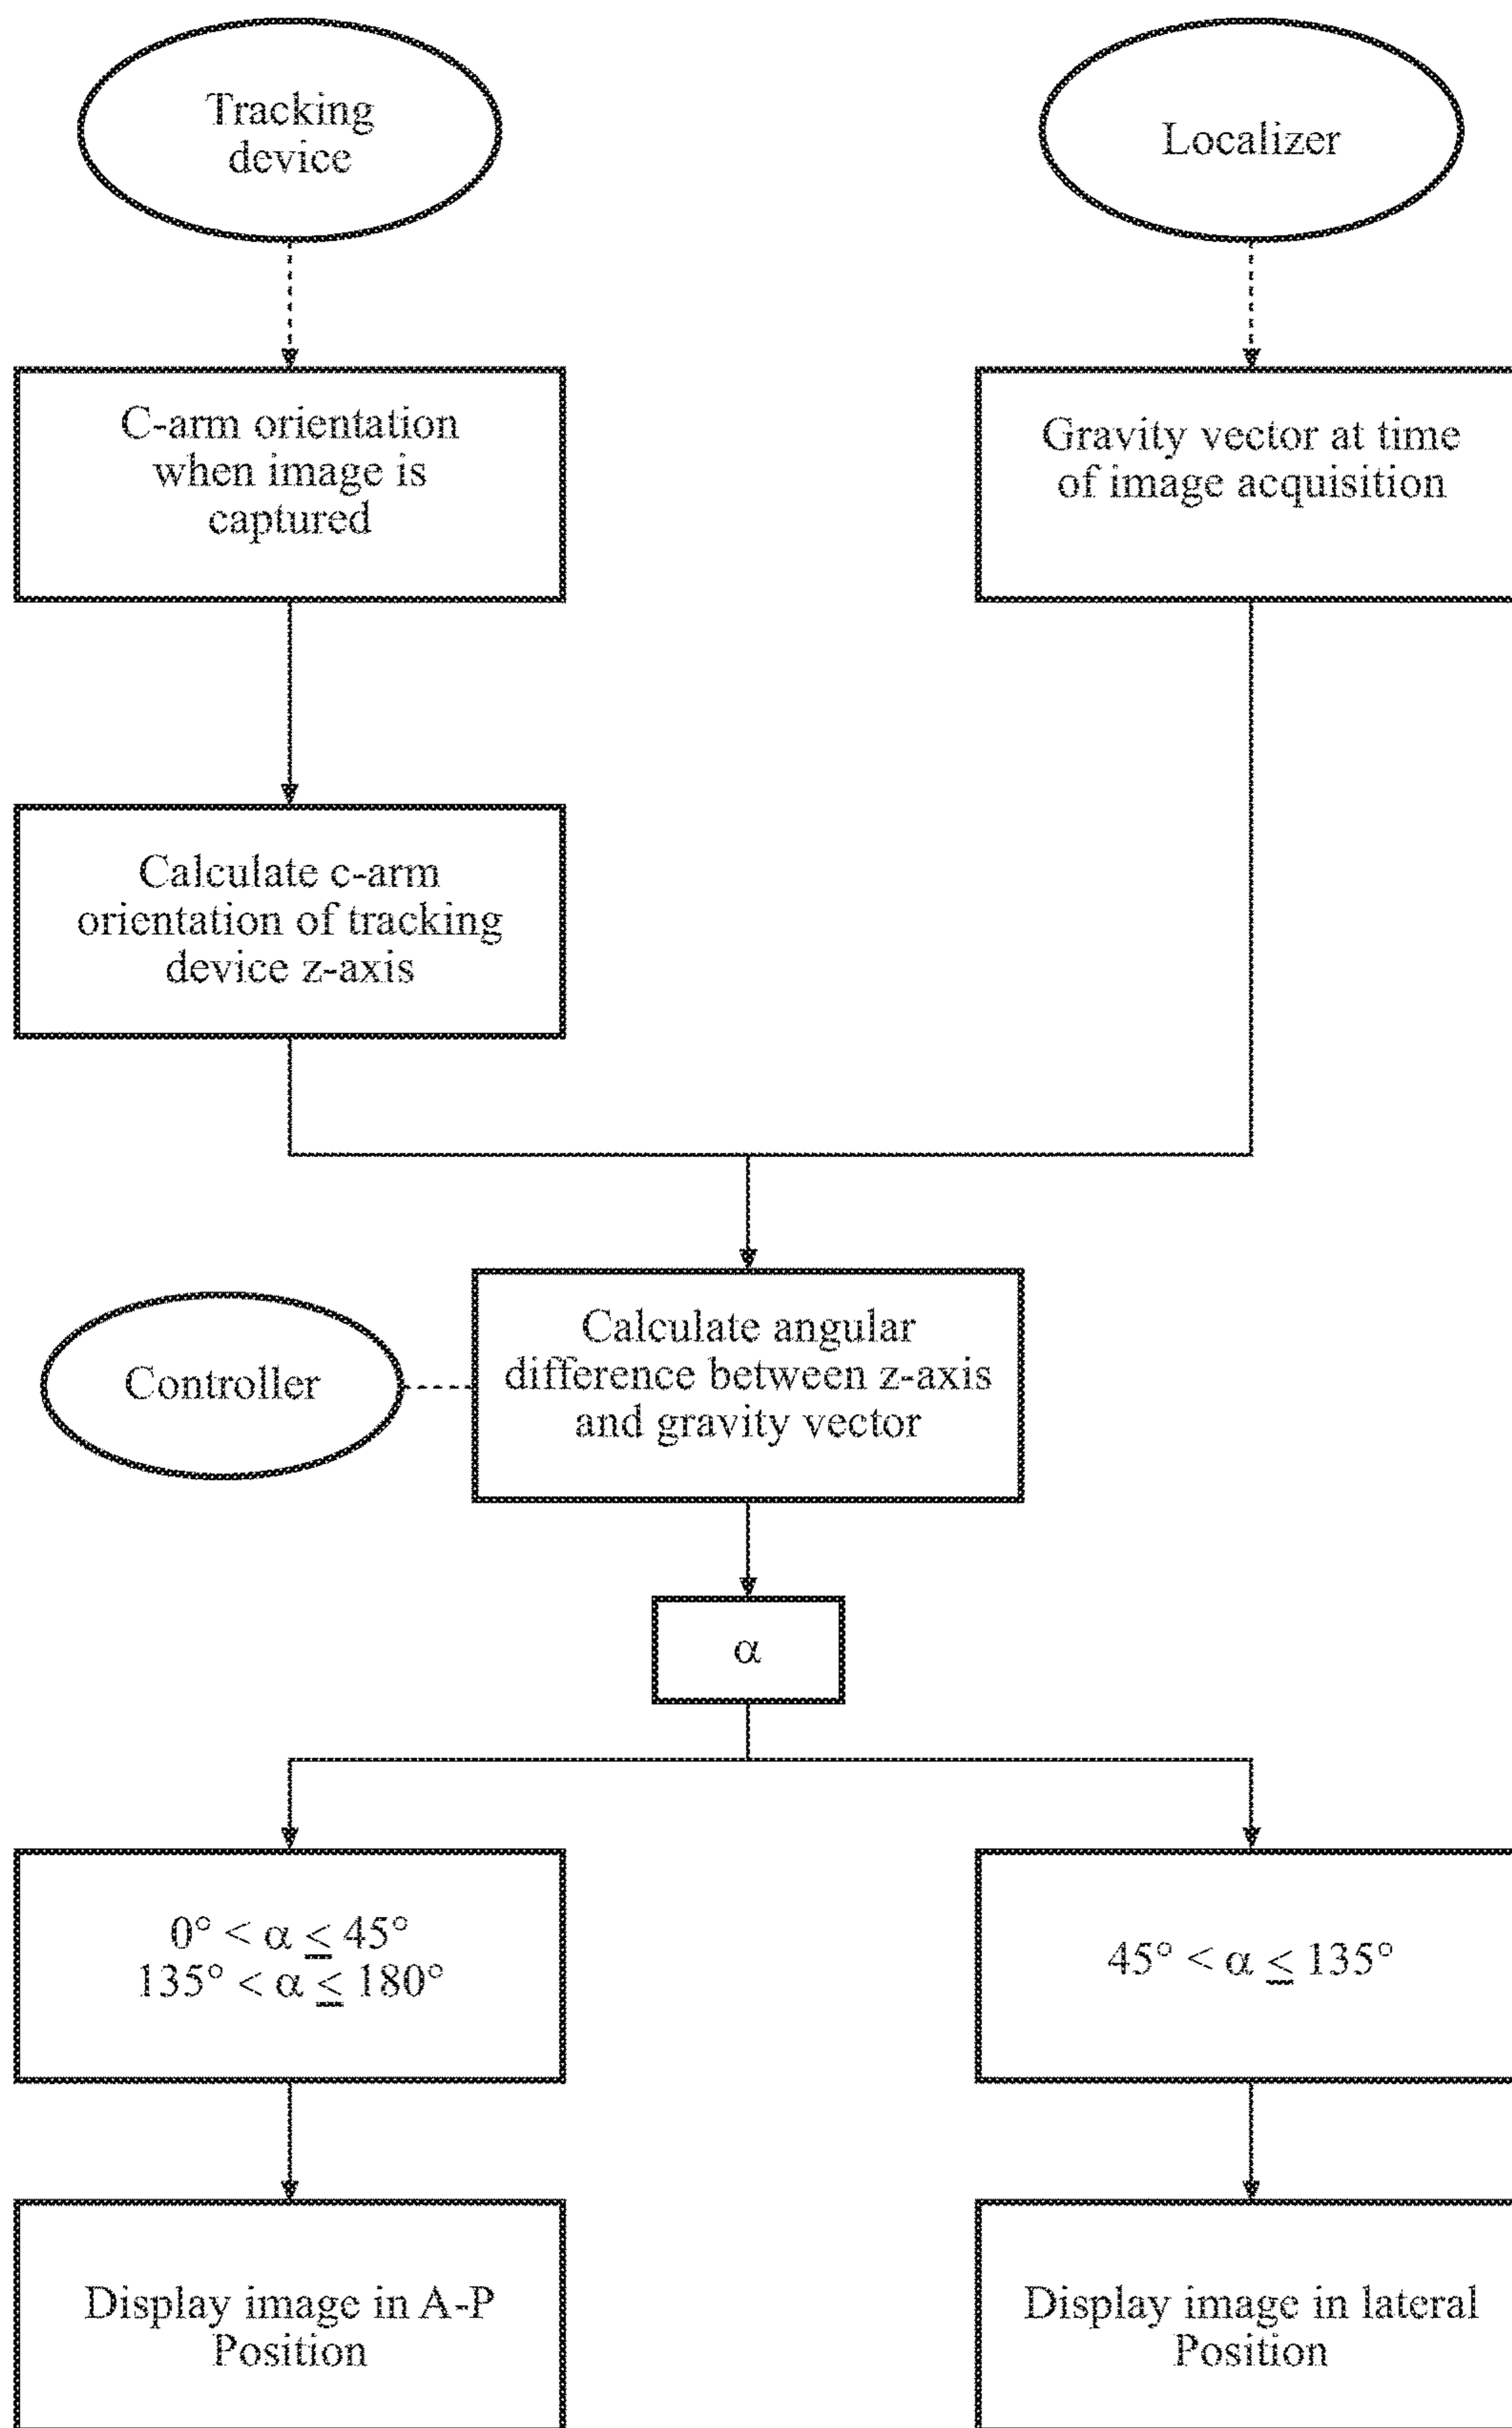 Tracking
device
Localizer
C-arm orientation
when image is
captured
Gravity vector at time
of image acquisition
Calculate c-arm
orientation of tracking
device z-axis
Controller
Calculate angular
difference between z-axis
and gravity vector
α
0° < α ≤ 45°
135° < α ≤ 180°
45° < α ≤ 135°
Display image in A-P
Position
Display image in lateral
Position